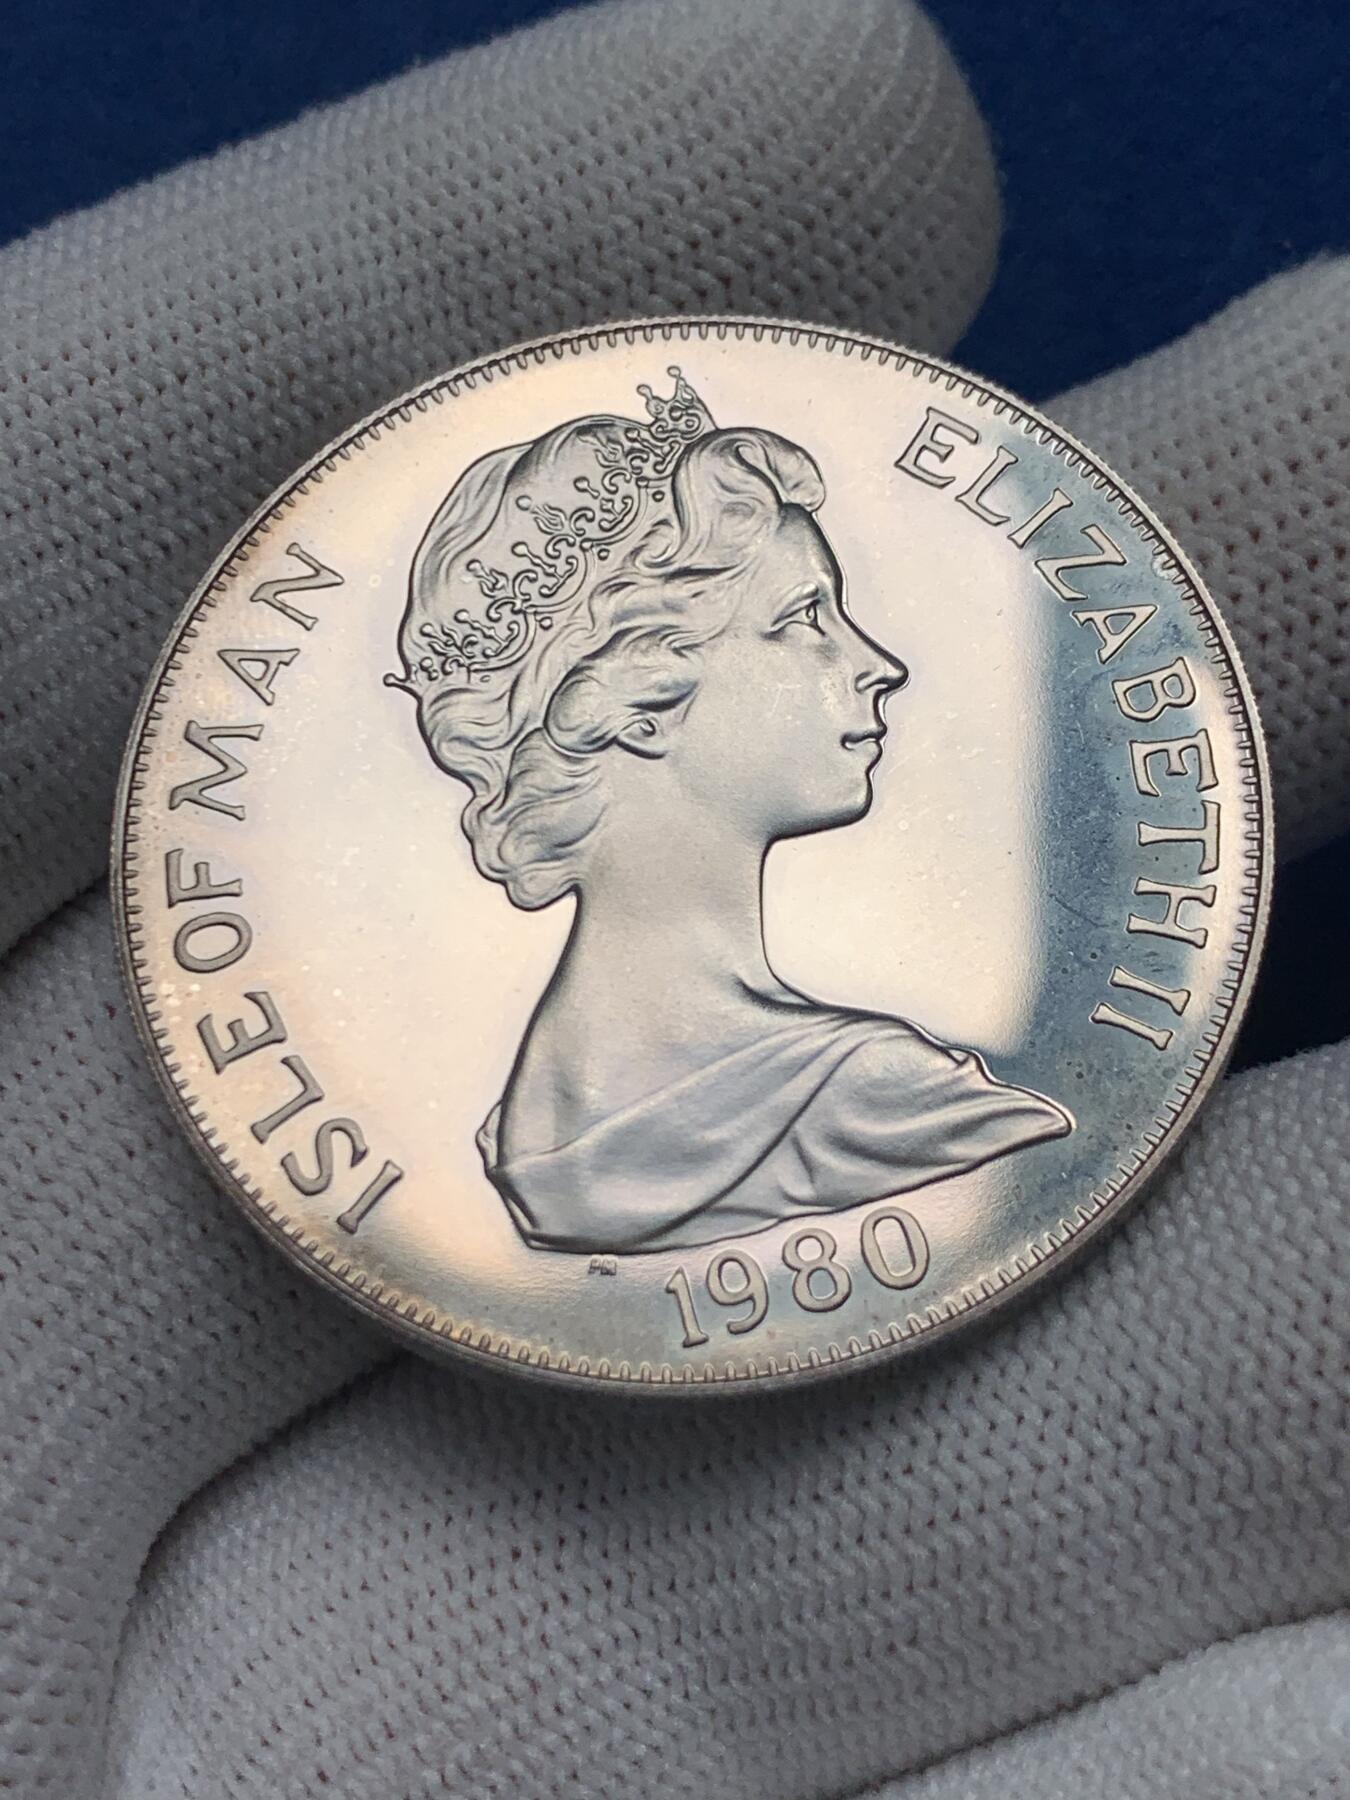 ISLE OF MAN
ELIZABETH II
PM
1980